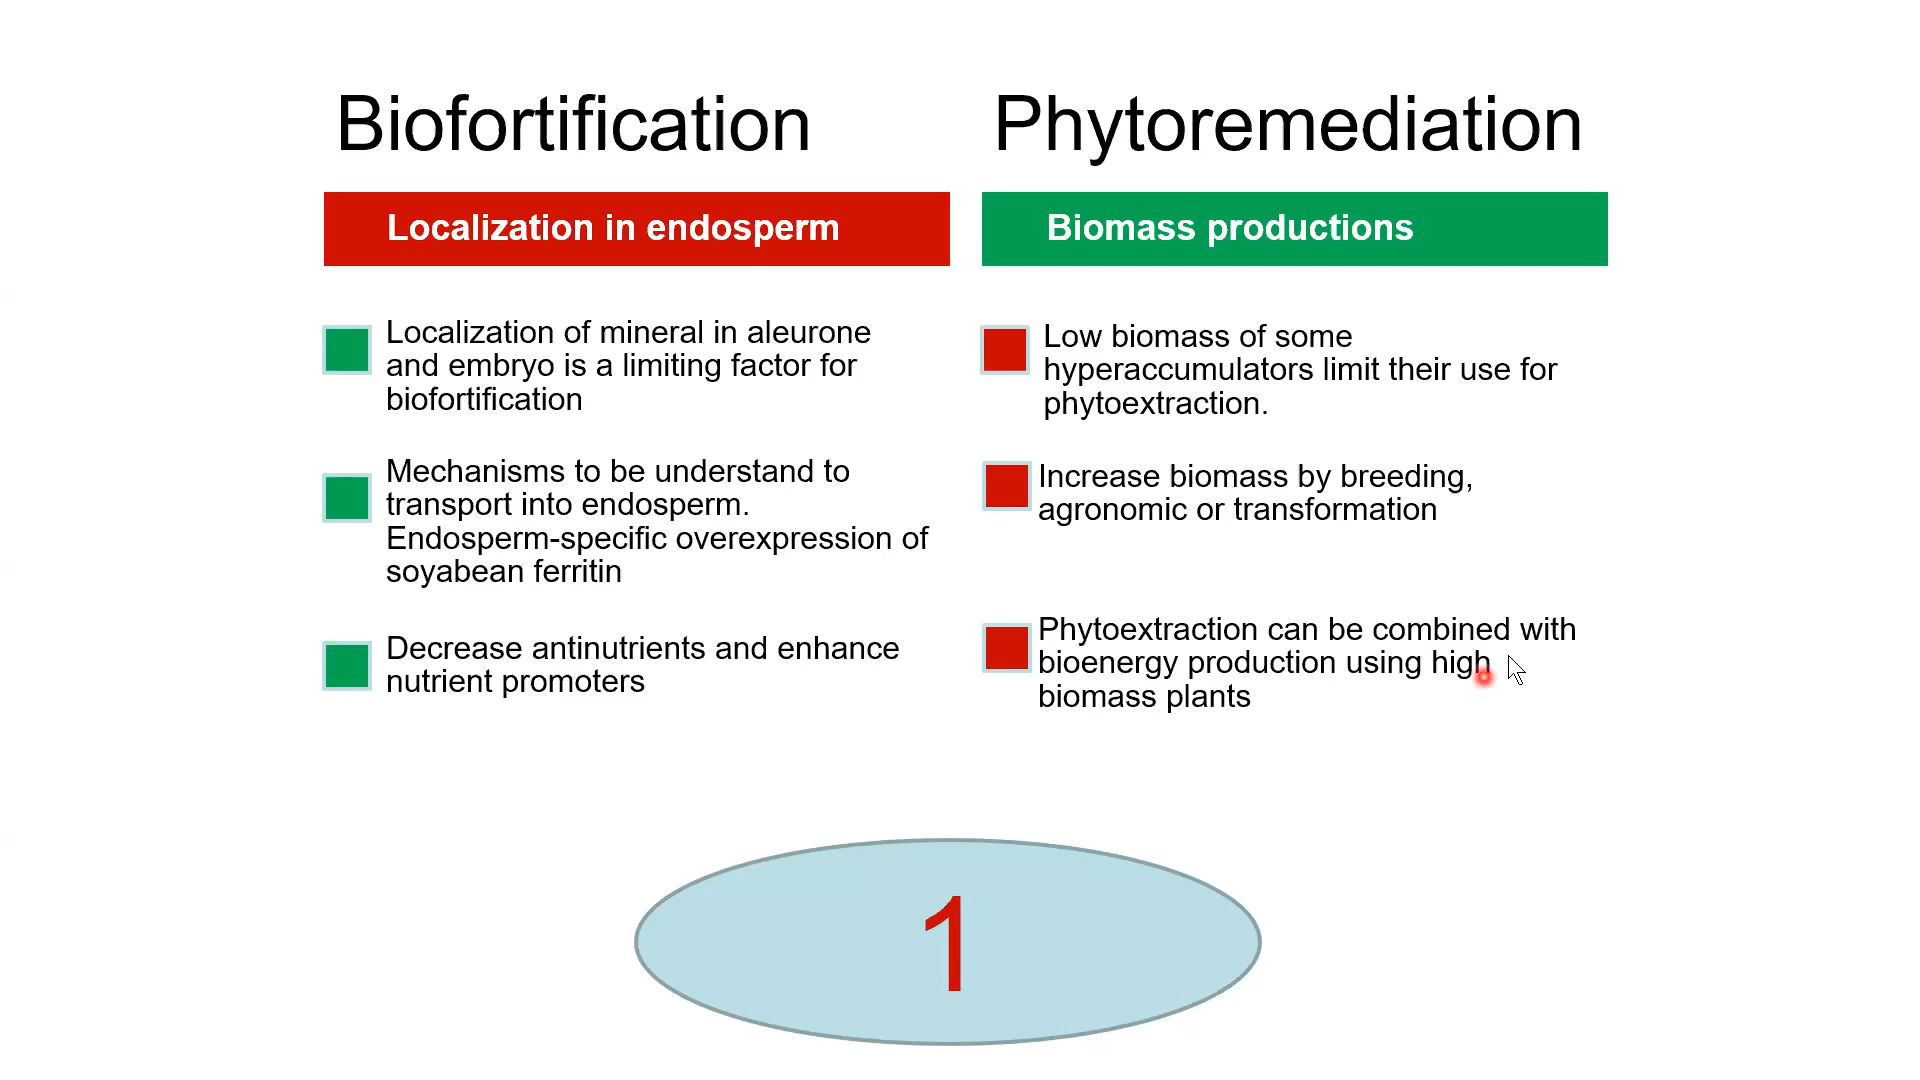 Biofortification
Localization in endosperm
Localization of mineral in aleurone
and embryo is a limiting factor for
biofortification
Mechanisms to be understand to
transport into endosperm.
Endosperm-specific overexpression of
soyabean ferritin
Decrease antinutrients and enhance
nutrient promoters
Phytoremediation
Biomass productions
Low biomass of some
hyperaccumulators limit their use for
phytoextraction.
Increase biomass by breeding,
agronomic or transformation
Phytoextraction can be combined with
bioenergy production using high
biomass plants
1